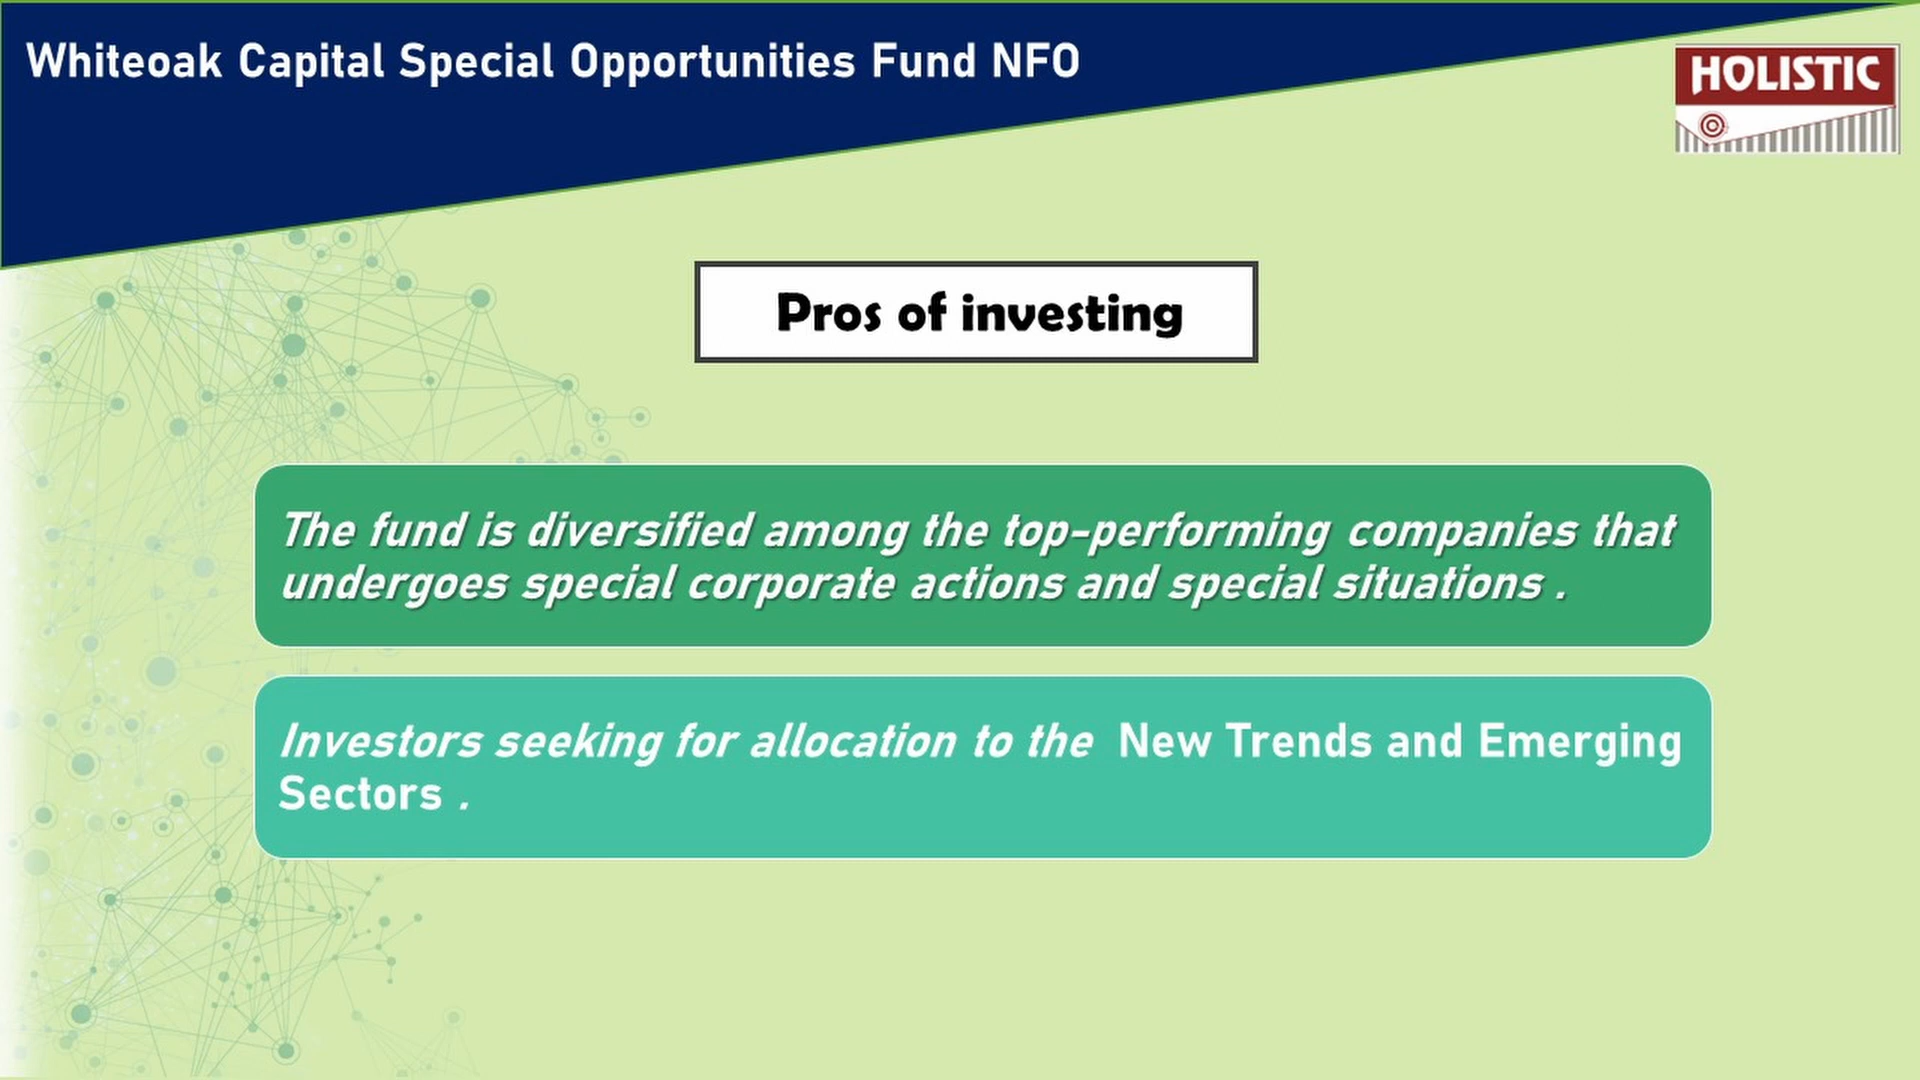 Whiteoak Capital Special Opportunities Fund NFO
HOLISTIC
Pros of investing
The fund is diversified among the top-performing companies that
undergoes special corporate actions and special situations .
Investors seeking for allocation to the New Trends and Emerging
Sectors .